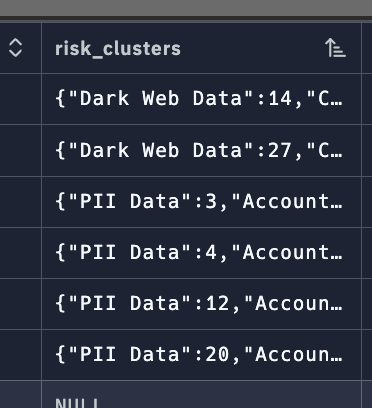 risk_clusters
{"Dark Web Data":14,"C…
{"Dark Web Data":27,"C…
{"PII Data":3,"Account…
{"PII Data":4,"Account…
{"PII Data":12,"Accoun…
{"PII Data":20,"Accoun…
NULL